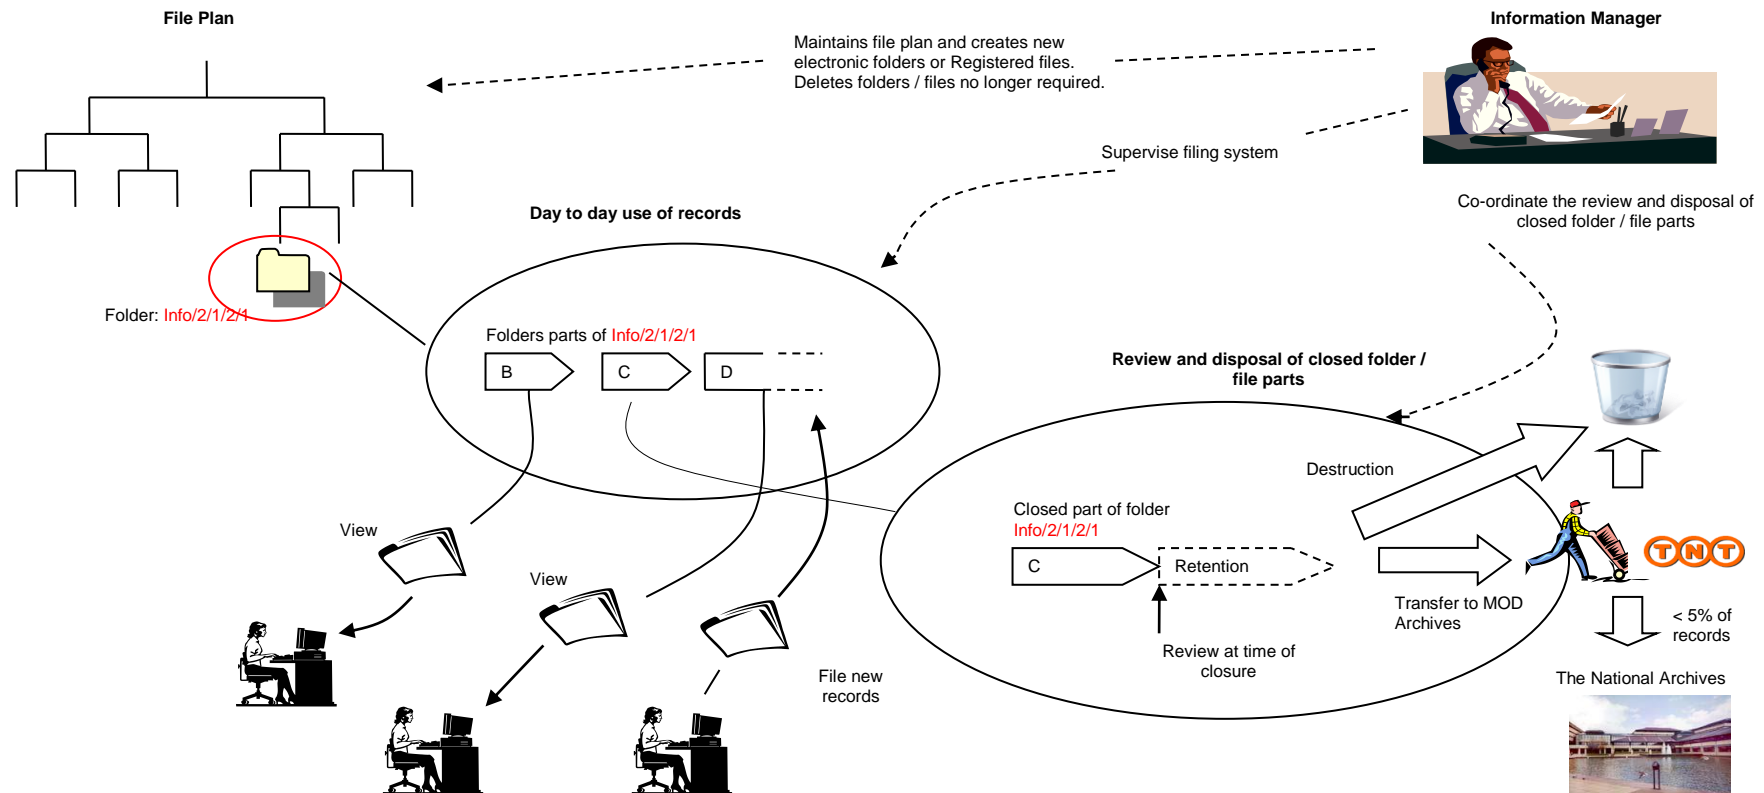 File Plan
Information Manager
Maintains file plan and creates new
electronic folders or Registered files.
Deletes folders / files no longer required.
Supervise filing system
Co-ordinate the review and disposal of
closed folder / file parts
Day to day use of records
Folder: Info/2/1/2/1
Folders parts of Info/2/1/2/1
B
C
D
Review and disposal of closed folder /
file parts
Destruction
Closed part of folder
Info/2/1/2/1
C
Retention
TNT
Transfer to MOD
Archives
< 5% of
records
Review at time of
closure
The National Archives
View
View
File new
records